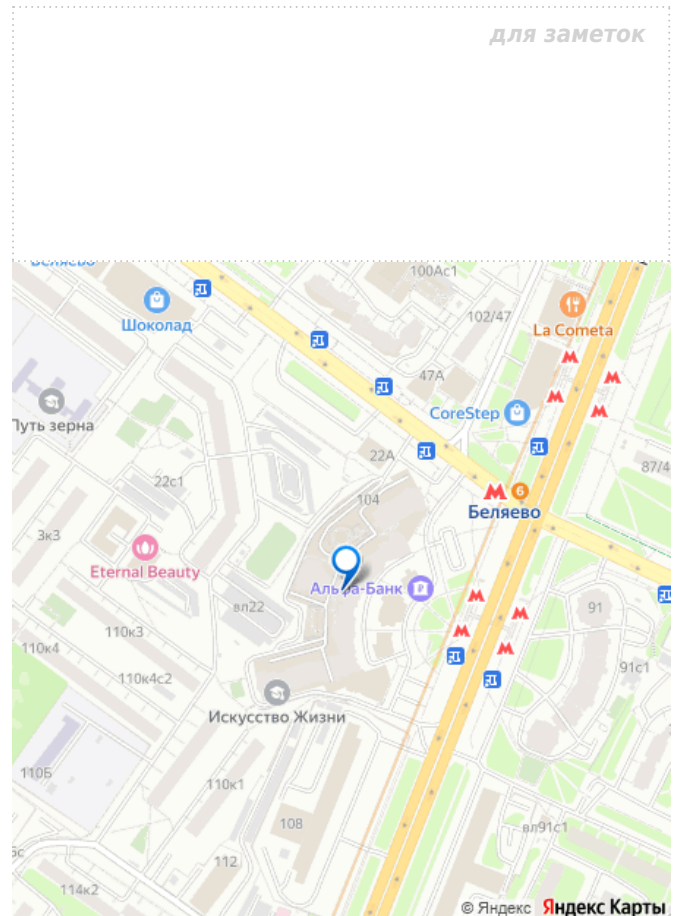 для заметок
Беляево
100Ас1
Шоколад
102/47
La Cometa
47А
CoreStep
Путь зерна
22А
87/4
22с1
104
6
Беляево
3к3
Eternal Beauty
Альфа-Банк
вл22
91
110к3
110к4
91с1
110к4с2
Искусство Жизни
110Б
110к1
108
вл91с1
112
114к2
© Яндекс Яндекс Карты